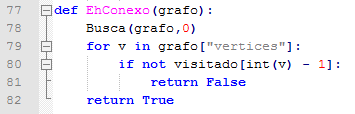 77 def EhConexo(grafo):
78     Busca(grafo,0)
79     for v in grafo["vertices"]:
80         if not visitado[int(v) - 1]:
81             return False
82     return True